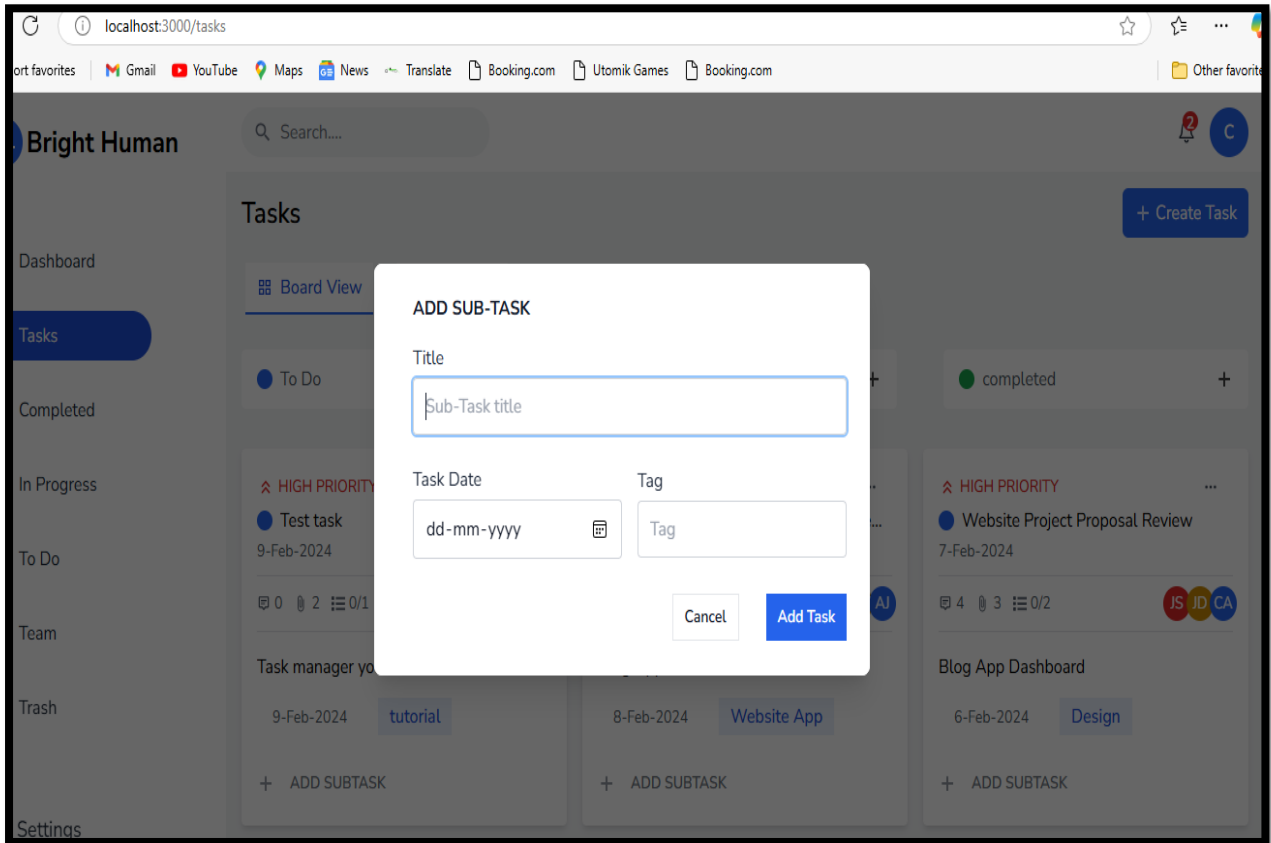 localhost:3000/tasks
ort favorites Gmail YouTube Maps GE News Translate Booking.com Utomik Games Booking.com Other favorite
Bright Human Search.... 2 C
Tasks + Create Task
Dashboard
Board View
ADD SUB-TASK
Tasks
Title
To Do + completed +
Completed
Sub-Task title
In Progress
HIGH PRIORITY Task Date Tag ... HIGH PRIORITY ...
Test task dd-mm-yyyy Tag ... Website Project Proposal Review
9-Feb-2024 7-Feb-2024
To Do
0 2 0/1 AJ 4 3 0/2 JS JD CA
Cancel Add Task
Team
Task manager yo Blog App Dashboard
Trash
9-Feb-2024 tutorial 8-Feb-2024 Website App 6-Feb-2024 Design
+ ADD SUBTASK + ADD SUBTASK + ADD SUBTASK
Settings